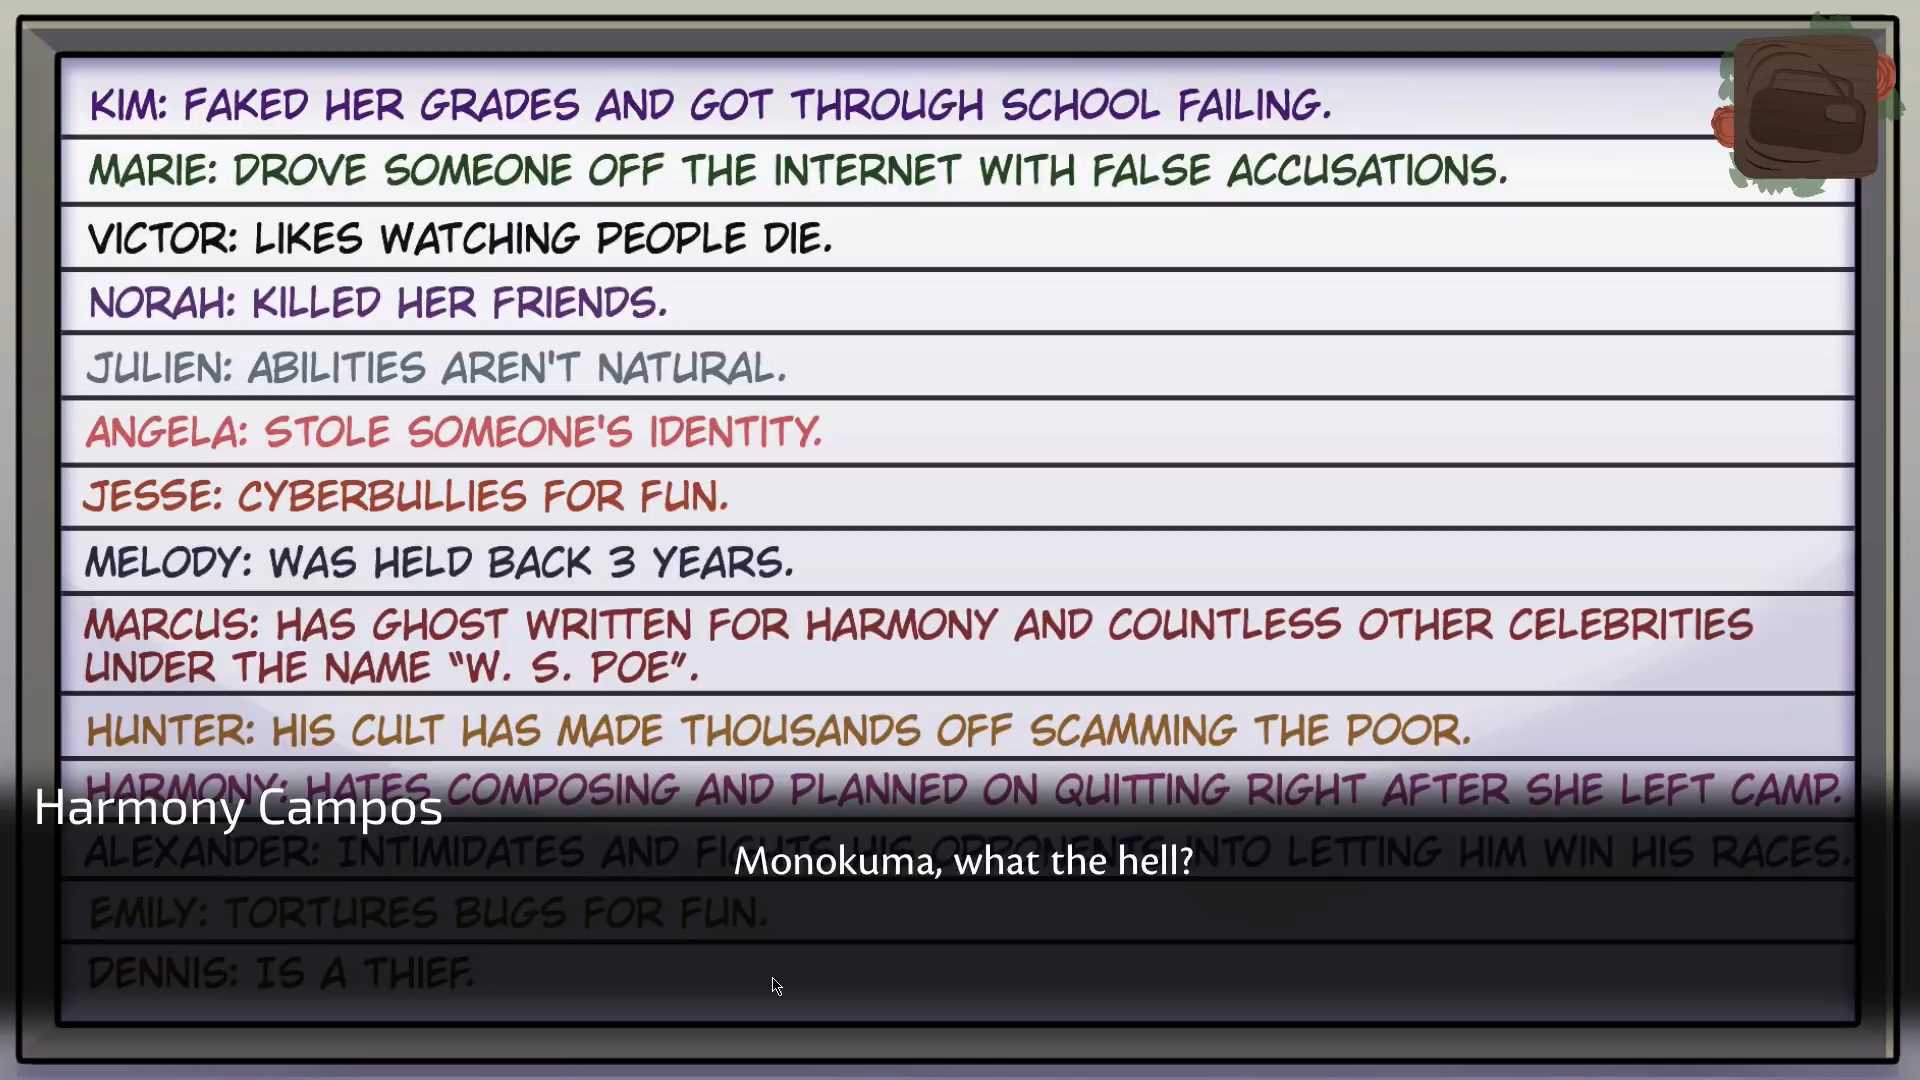 KIM: FAKED HER GRADES AND GOT THROUGH SCHOOL FAILING.
MARIE: DROVE SOMEONE OFF THE INTERNET WITH FALSE ACCUSATIONS.
VICTOR: LIKES WATCHING PEOPLE DIE.
NORAH: KILLED HER FRIENDS.
JULIEN: ABILITIES AREN'T NATURAL.
ANGELA: STOLE SOMEONE'S IDENTITY.
JESSE: CYBERBULLIES FOR FUN.
MELODY: WAS HELD BACK 3 YEARS.
MARCUS: HAS GHOST WRITTEN FOR HARMONY AND COUNTLESS OTHER CELEBRITIES
UNDER THE NAME “W. S. POE”.
HUNTER: HIS CULT HAS MADE THOUSANDS OFF SCAMMING THE POOR.
HARMONY: HATES COMPOSING AND PLANNED ON QUITTING RIGHT AFTER SHE LEFT CAMP.
Harmony Campos
ALEXANDER: INTIMIDATES AND FIGHTS HIS OPPONENTS INTO LETTING HIM WIN HIS RACES.
Monokuma, what the hell?
EMILY: TORTURES BUGS FOR FUN.
DENNIS: IS A THIEF.